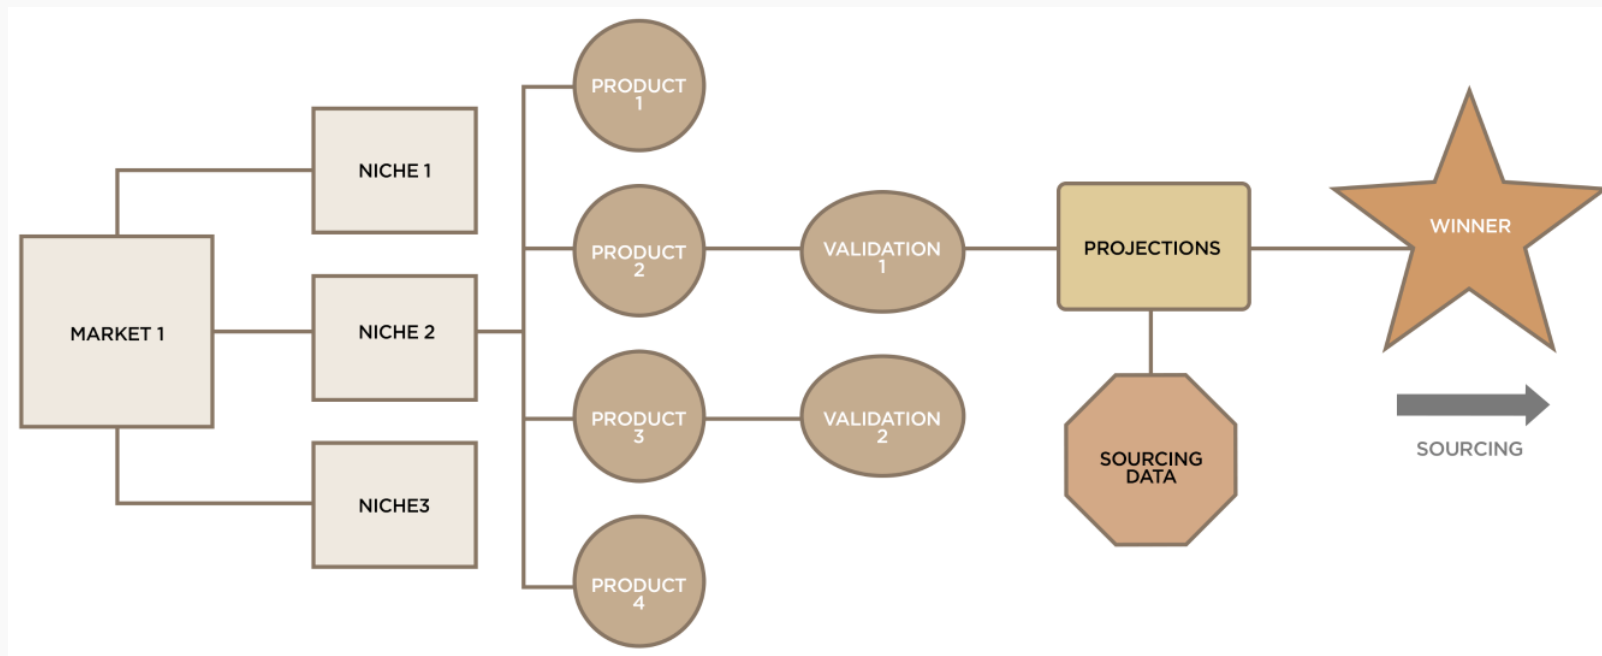 MARKET 1
NICHE 1
NICHE 2
NICHE3
PRODUCT
1
PRODUCT
2
PRODUCT
3
PRODUCT
4
VALIDATION
1
VALIDATION
2
PROJECTIONS
SOURCING
DATA
WINNER
SOURCING